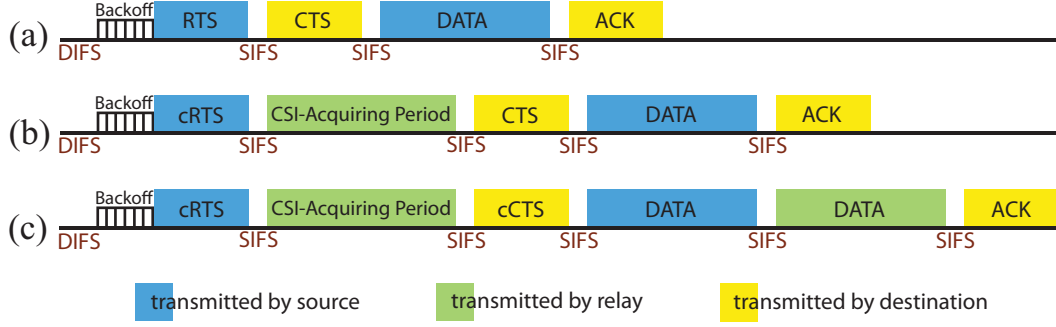 Backoff
(a) RTS CTS DATA ACK
DIFS SIFS SIFS SIFS
Backoff
(b) cRTS CSI-Acquiring Period CTS DATA ACK
DIFS SIFS SIFS SIFS SIFS
Backoff
(c) cRTS CSI-Acquiring Period cCTS DATA DATA ACK
DIFS SIFS SIFS SIFS SIFS SIFS
transmitted by source transmitted by relay transmitted by destination